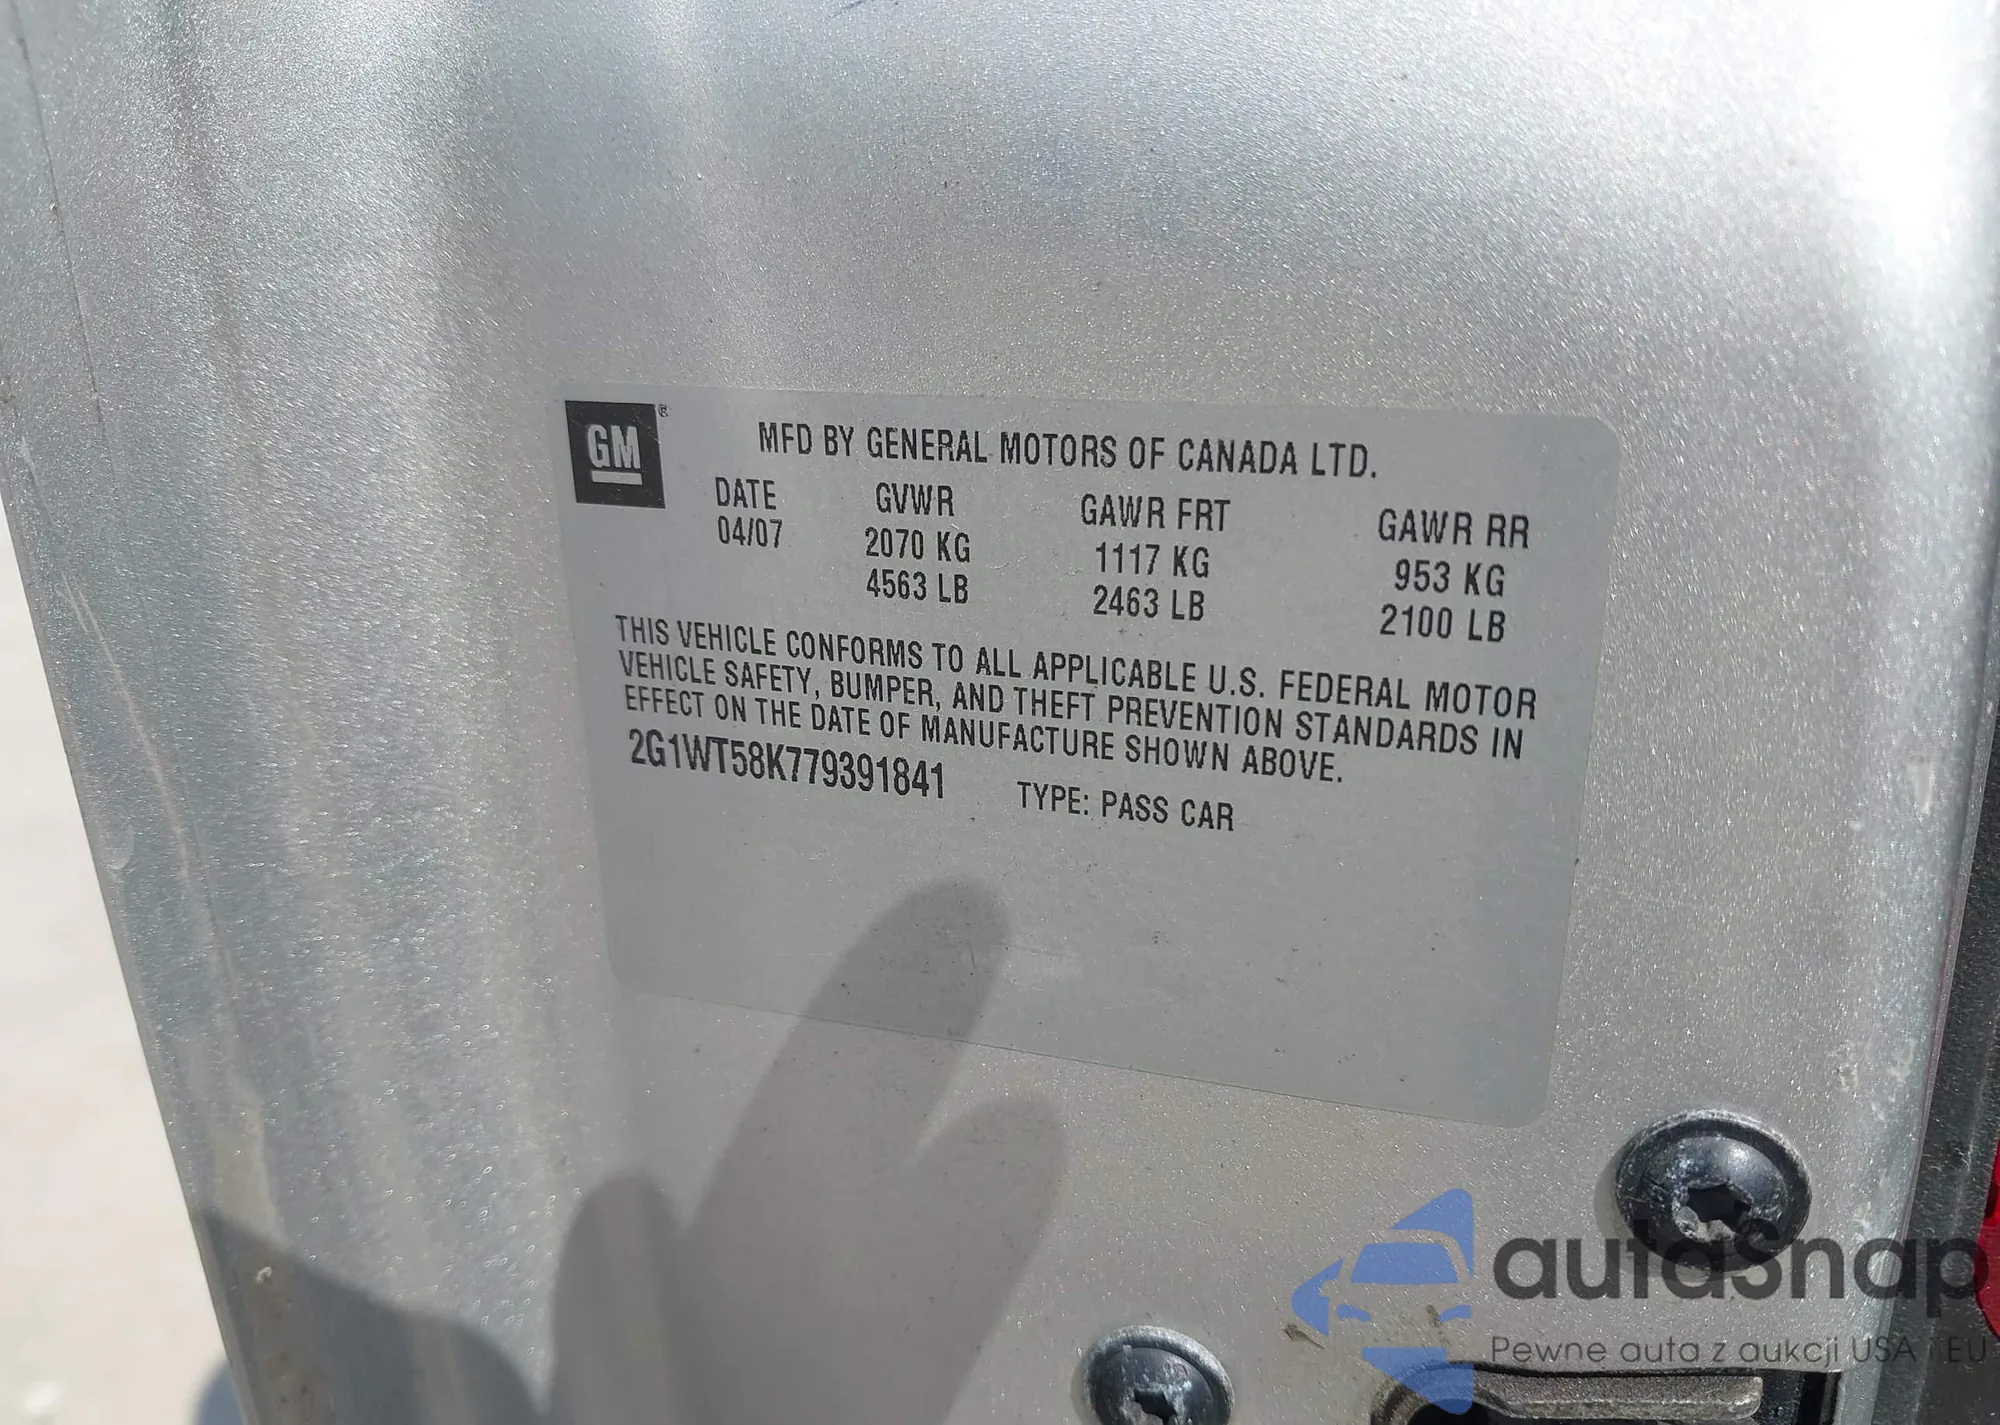 GM®
MFD BY GENERAL MOTORS OF CANADA LTD.
DATE GVWR GAWR FRT GAWR RR
04/07 2070 KG 1117 KG 953 KG
4563 LB 2463 LB 2100 LB
THIS VEHICLE CONFORMS TO ALL APPLICABLE U.S. FEDERAL MOTOR
VEHICLE SAFETY, BUMPER, AND THEFT PREVENTION STANDARDS IN
EFFECT ON THE DATE OF MANUFACTURE SHOWN ABOVE.
2G1WT58K779391841 TYPE: PASS CAR
autasnap
Pewne auta z aukcji USA i EU